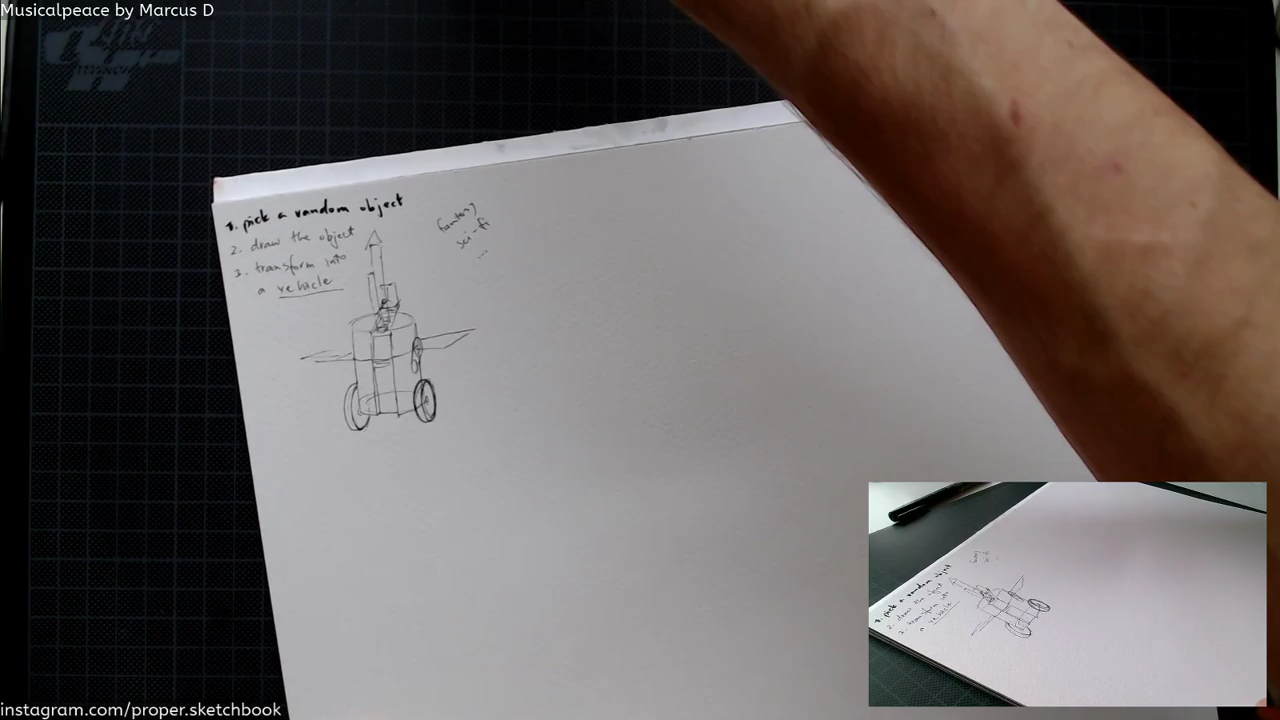 Musicalpeace by Marcus D
1. pick a random object
2. draw the object
3. transform into
a vehicle
fantasy
sci-fi
...
instagram.com/proper.sketchbook